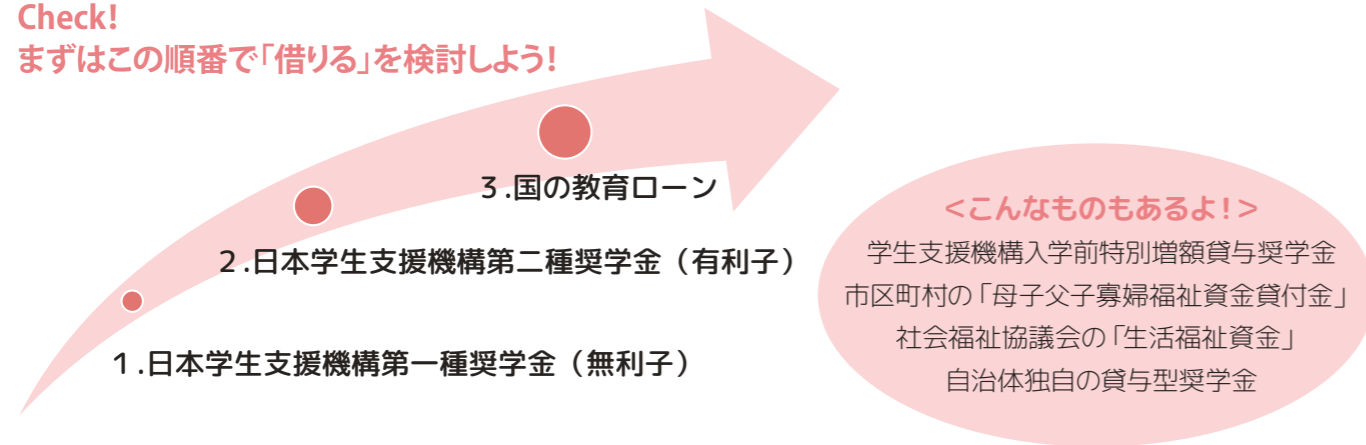 Check!
まずはこの順番で「借りる」を検討しよう!
3.国の教育ローン
2.日本学生支援機構第二種奨学金（有利子）
1.日本学生支援機構第一種奨学金（無利子）
<こんなものもあるよ!>
学生支援機構入学前特別増額貸与奨学金
市区町村の「母子父子寡婦福祉資金貸付金」
社会福祉協議会の「生活福祉資金」
自治体独自の貸与型奨学金